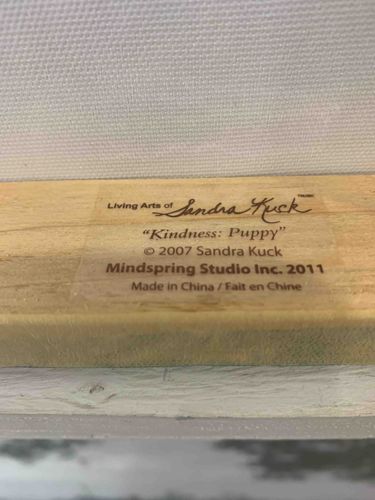 Living Arts of Sandra Kuck
"Kindness: Puppy"
© 2007 Sandra Kuck
Mindspring Studio Inc. 2011
Made in China / Fait en Chine